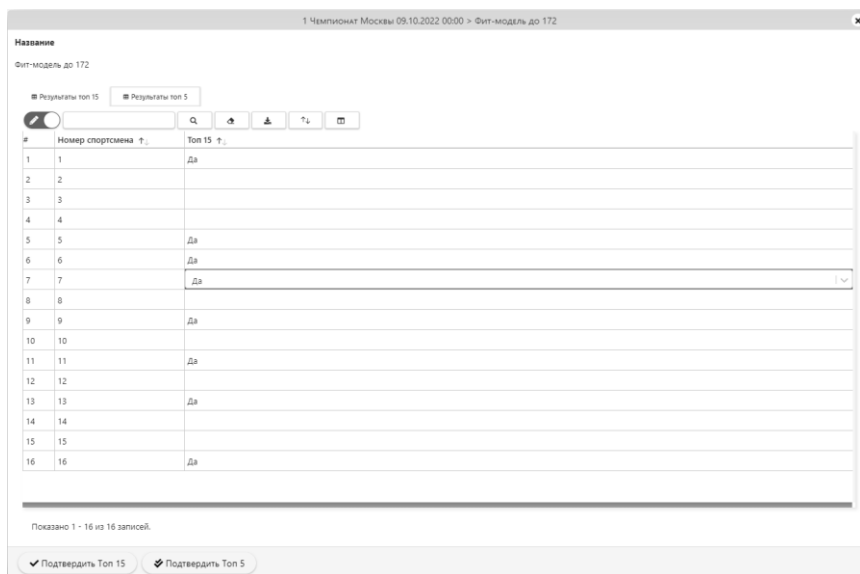 1 Чемпионат Москвы 09.10.2022 00:00 > Фит-модель до 172
Название
Фит-модель до 172
Результаты топ 15 Результаты топ 5
# Номер спортсмена Топ 15
1 1 Да
2 2
3 3
4 4
5 5 Да
6 6 Да
7 7 Да
8 8
9 9 Да
10 10
11 11 Да
12 12
13 13 Да
14 14
15 15
16 16 Да
Показано 1 - 16 из 16 записей.
Подтвердить Топ 15 Подтвердить Топ 5